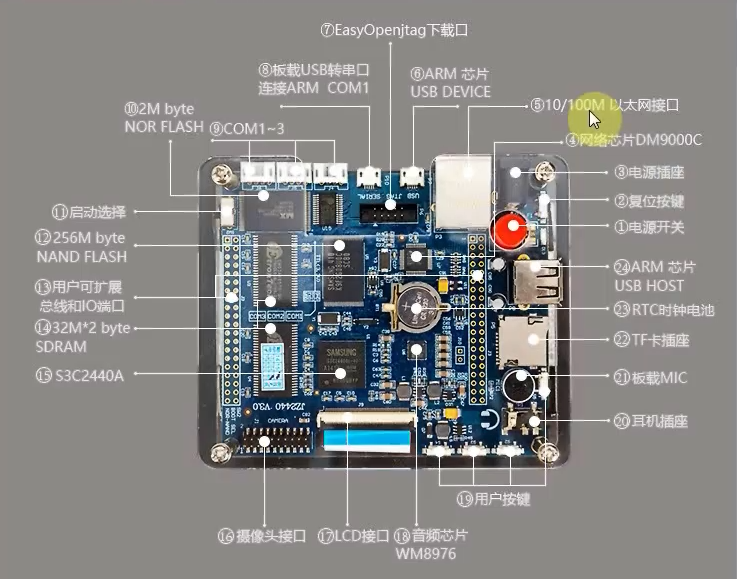 ⑦EasyOpenjtag下载口
⑧板载USB转串口
连接ARM COM1
⑥ARM 芯片
USB DEVICE
⑤10/100M 以太网接口
⑩2M byte
NOR FLASH
⑨COM1~3
④网络芯片DM9000C
③电源插座
②复位按键
①电源开关
⑪启动选择
⑫256M byte
NAND FLASH
⑬用户可扩展
总线和IO端口
⑭32M*2 byte
SDRAM
⑮ S3C2440A
㉔ARM 芯片
USB HOST
㉓RTC时钟电池
㉒TF卡插座
㉑板载MIC
⑳耳机插座
⑲用户按键
⑯摄像头接口
⑰LCD接口
⑱音频芯片
WM8976
SERIAL
JTAG
USB
COM3
COM2
COM1
SAMSUNG
JZ2440 V3.0